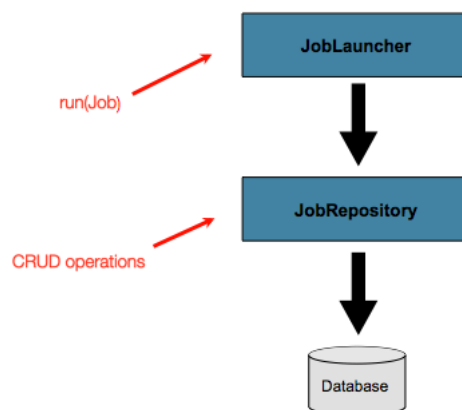 JobLauncher
run(Job)
JobRepository
CRUD operations
Database